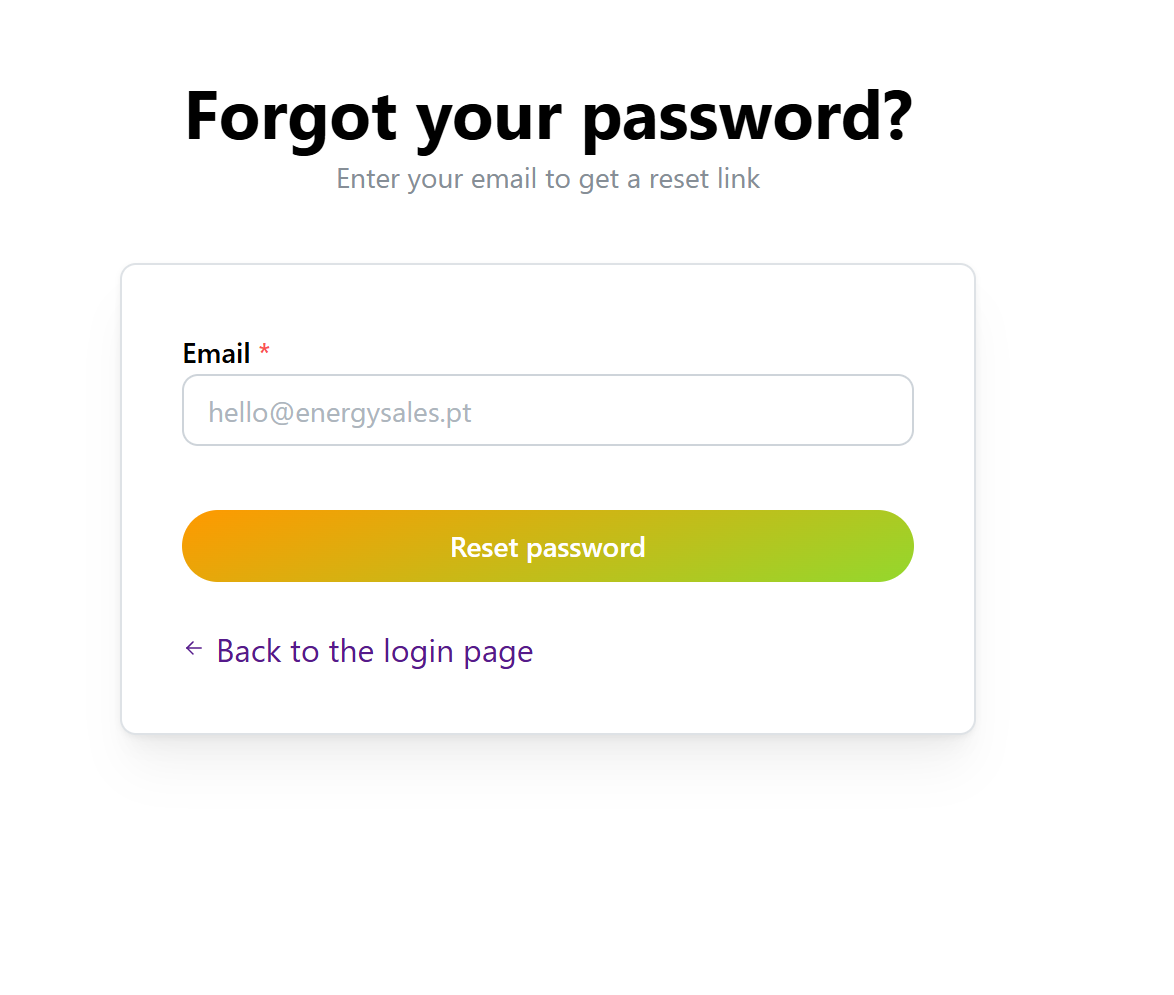 Forgot your password?
Enter your email to get a reset link
Email *
hello@energysales.pt
Reset password
← Back to the login page